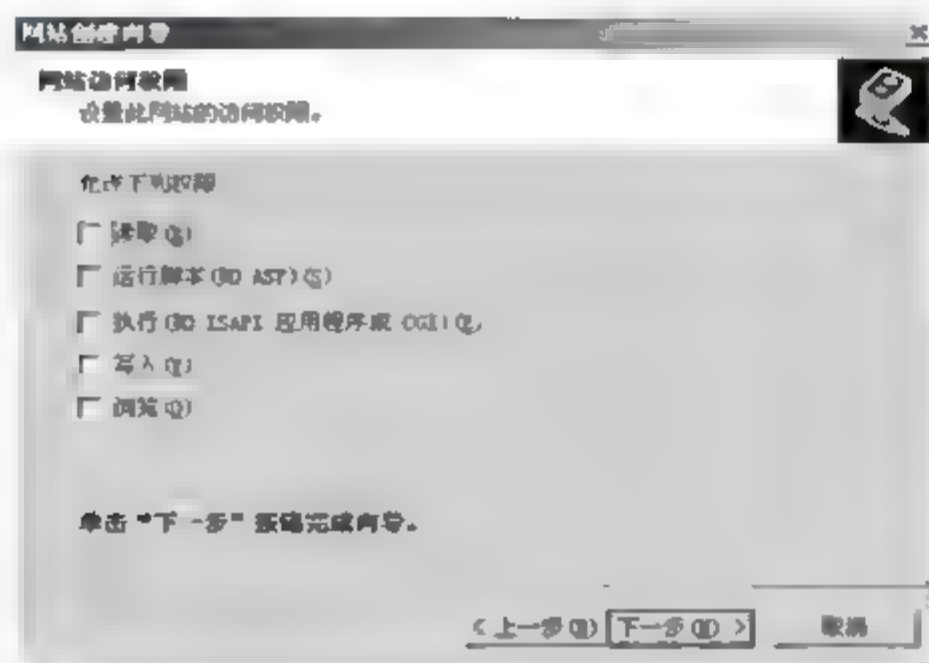 网站创建向导
网站访问权限
设置此网站的访问权限。
允许下列权限
读取(R)
运行脚本(如 ASP)(S)
执行(如 ISAPI 应用程序或 CGI)(E)
写入(W)
浏览(O)
单击“下一步”按钮完成向导。
< 上一步(B) 下一步(N) > 取消